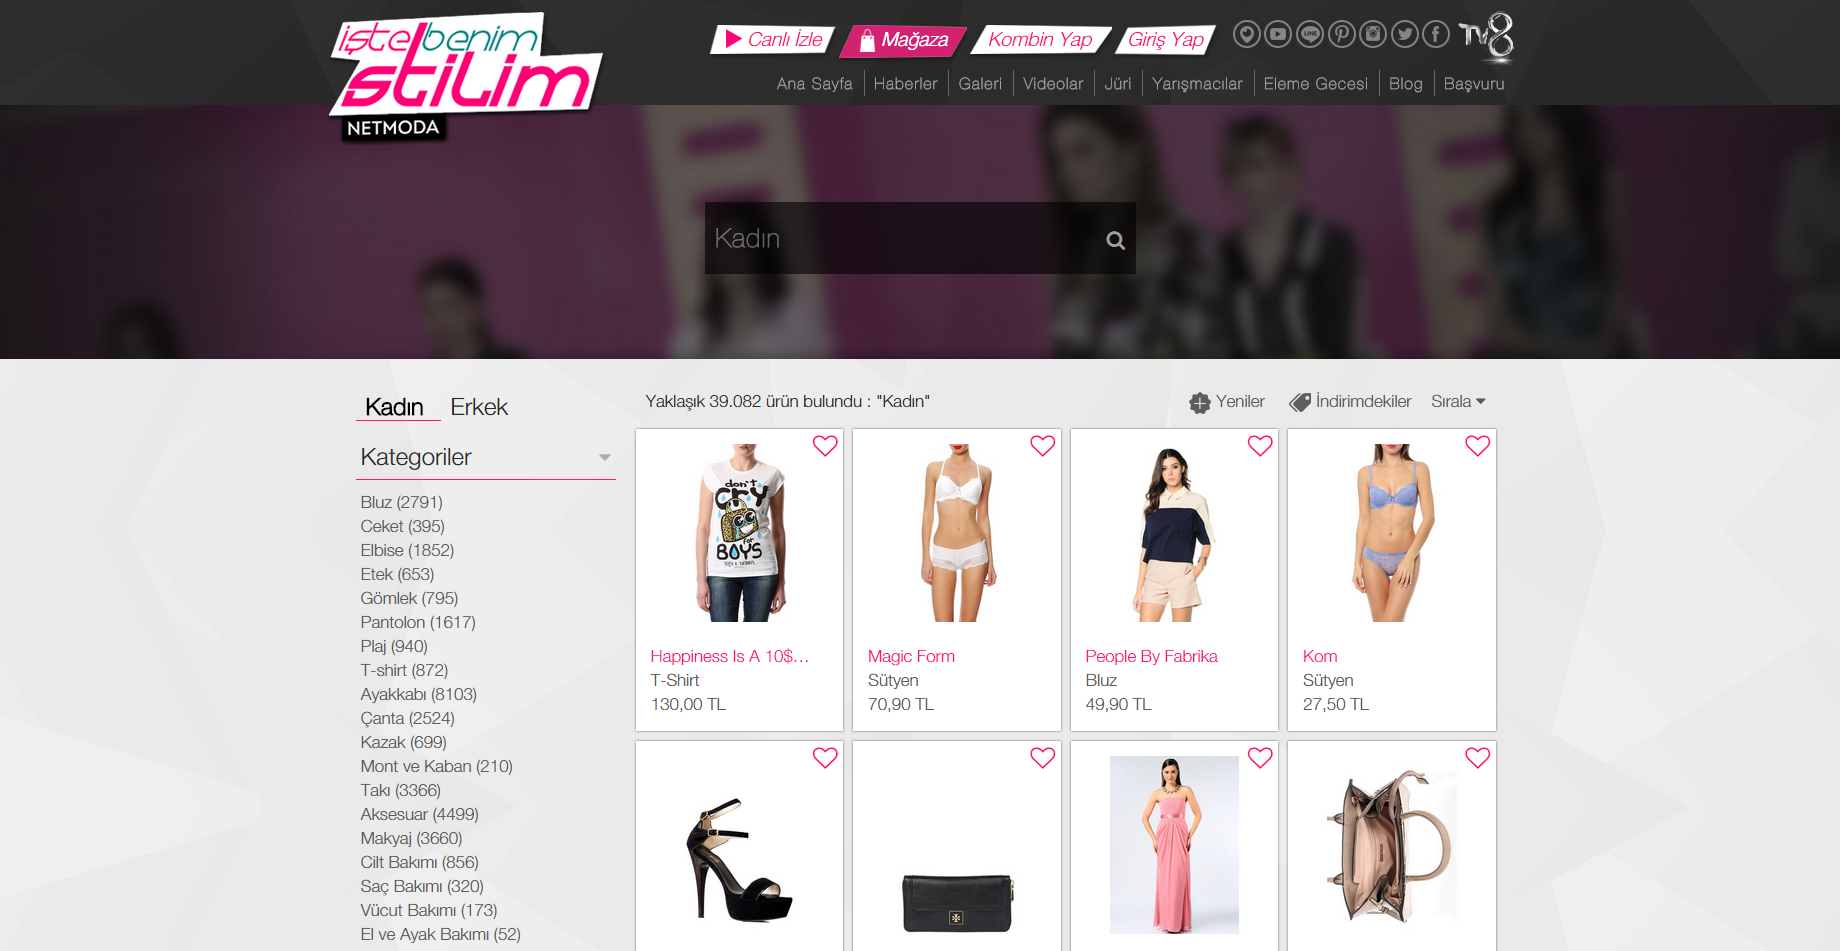 işte benim
stilim
NETMODA
Canlı İzle
Mağaza
Kombin Yap
Giriş Yap
LINE
TV8
Ana Sayfa
Haberler
Galeri
Videolar
Jüri
Yarışmacılar
Eleme Gecesi
Blog
Başvuru
Kadın
Kadın
Erkek
Kategoriler
Bluz (2791)
Ceket (395)
Elbise (1852)
Etek (653)
Gömlek (795)
Pantolon (1617)
Plaj (940)
T-shirt (872)
Ayakkabı (8103)
Çanta (2524)
Kazak (699)
Mont ve Kaban (210)
Takı (3366)
Aksesuar (4499)
Makyaj (3660)
Cilt Bakımı (856)
Saç Bakımı (320)
Vücut Bakımı (173)
El ve Ayak Bakımı (52)
Yaklaşık 39.082 ürün bulundu : "Kadın"
Yeniler
İndirimdekiler
Sırala
don't
CRY
for
BOYS
Happiness Is A 10$...
T-Shirt
130,00 TL
Magic Form
Sütyen
70,90 TL
People By Fabrika
Bluz
49,90 TL
Kom
Sütyen
27,50 TL